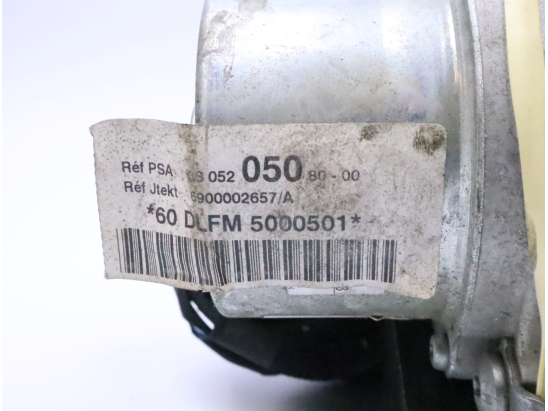 Réf PSA 052 050 80 - 00
Réf Jtekt 6900002657/A
*60 DLFM 5000501*